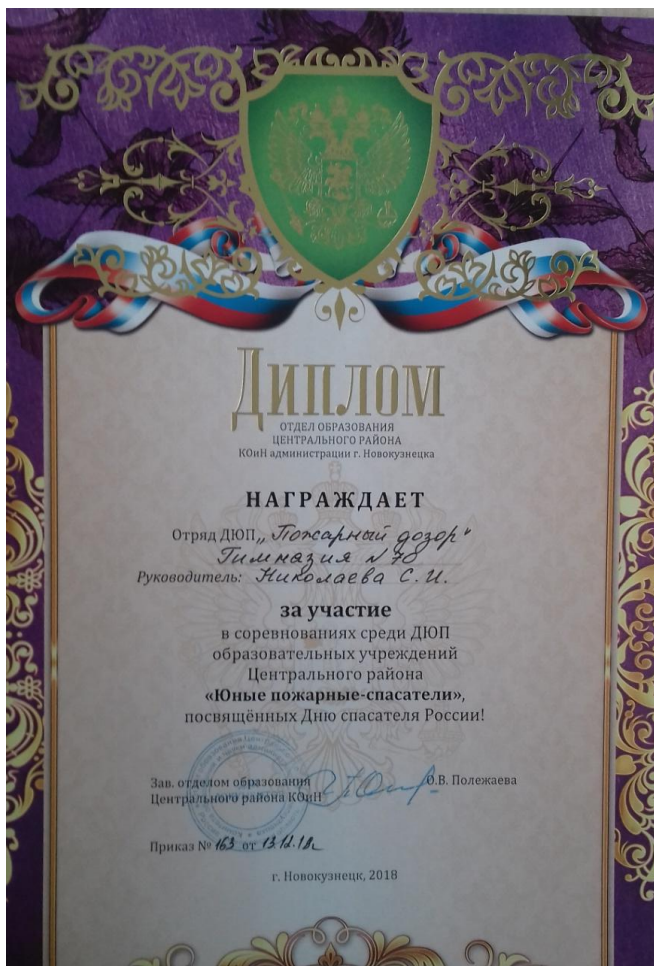 ДИПЛОМ
ОТДЕЛ ОБРАЗОВАНИЯ
ЦЕНТРАЛЬНОГО РАЙОНА
КОиН администрации г. Новокузнецка
НАГРАЖДАЕТ
Отряд ДЮП „Пожарный дозор"
Гимназия N 70
Руководитель: Николаева С. И.
за участие
в соревнованиях среди ДЮП
образовательных учреждений
Центрального района
«Юные пожарные-спасатели»,
посвящённых Дню спасателя России!
Зав. отделом образования О.В. Полежаева
Центрального района КОиН
Приказ № 163 от 13.12.18г
г. Новокузнецк, 2018